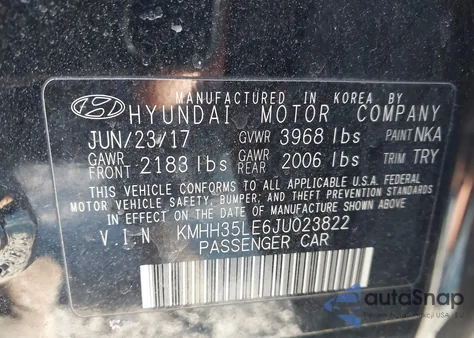 MANUFACTURED IN KOREA BY
HYUNDAI MOTOR COMPANY
JUN/23/17 GVWR 3968 lbs PAINT NKA
GAWR FRONT 2183 lbs GAWR REAR 2006 lbs TRIM TRY
THIS VEHICLE CONFORMS TO ALL APPLICABLE U.S.A. FEDERAL
MOTOR VEHICLE SAFETY, BUMPER, AND THEFT PREVENTION STANDARDS
IN EFFECT ON THE DATE OF MANUFACTURE SHOWN ABOVE.
V.I.N KMHH35LE6JU023822
PASSENGER CAR
autoSnap